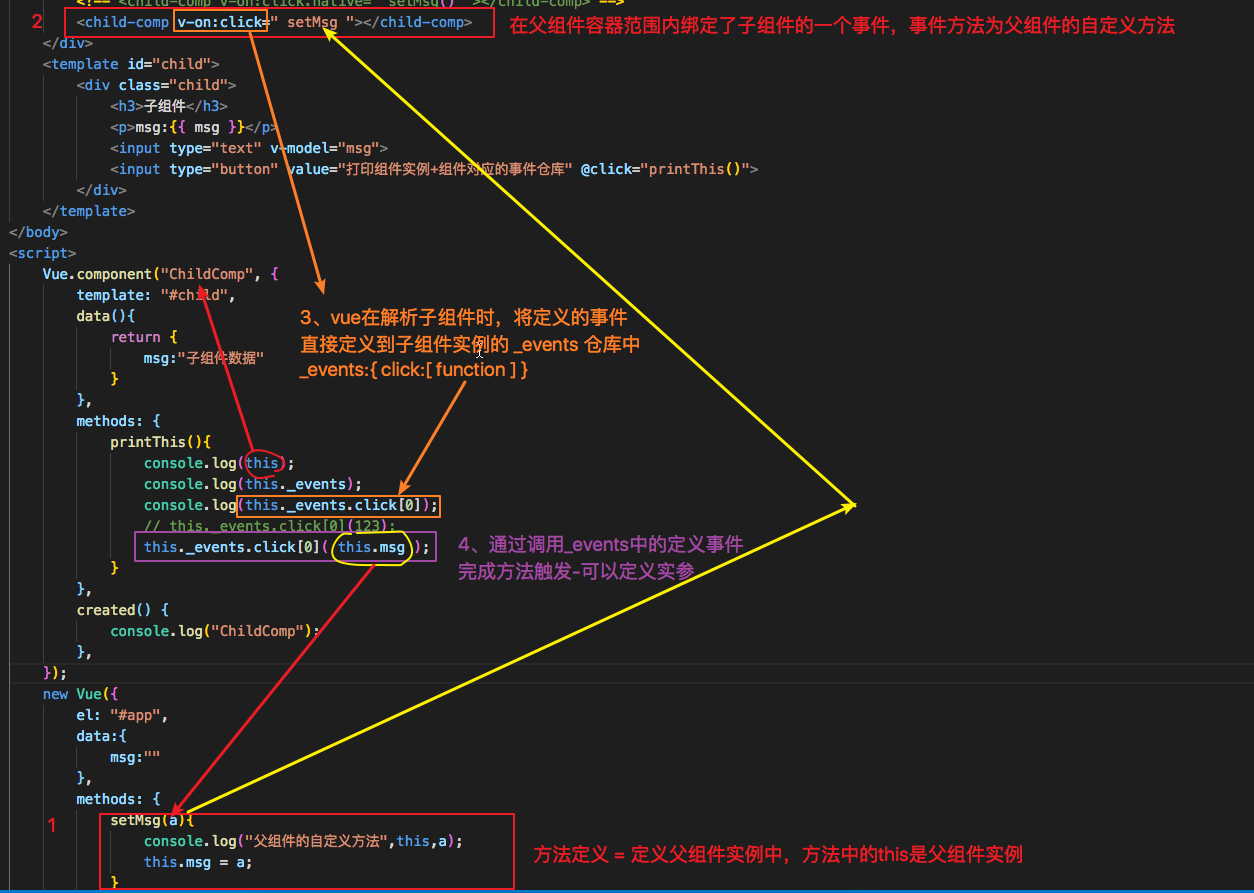 <!-- <child-comp v-on:click.native=" setMsg() "></child-comp> -->
2 <child-comp v-on:click=" setMsg "></child-comp> 在父组件容器范围内绑定了子组件的一个事件，事件方法为父组件的自定义方法
</div>
<template id="child">
<div class="child">
<h3>子组件</h3>
<p>msg:{{ msg }}</p>
<input type="text" v-model="msg">
<input type="button" value="打印组件实例+组件对应的事件仓库" @click="printThis()">
</div>
</template>
</body>
<script>
Vue.component("ChildComp", {
template: "#child",
data(){
return {
msg:"子组件数据"
}
},
3、vue在解析子组件时，将定义的事件
直接定义到子组件实例的 _events 仓库中
_events:{ click:[ function ] }
methods: {
printThis(){
console.log(this);
console.log(this._events);
console.log(this._events.click[0]);
// this._events.click[0](123);
this._events.click[0]( this.msg );
}
4、通过调用_events中的定义事件
完成方法触发-可以定义实参
},
created() {
console.log("ChildComp");
},
});
new Vue({
el: "#app",
data:{
msg:""
},
methods: {
1 setMsg(a){
console.log("父组件的自定义方法",this,a);
this.msg = a;
}
方法定义 = 定义父组件实例中，方法中的this是父组件实例